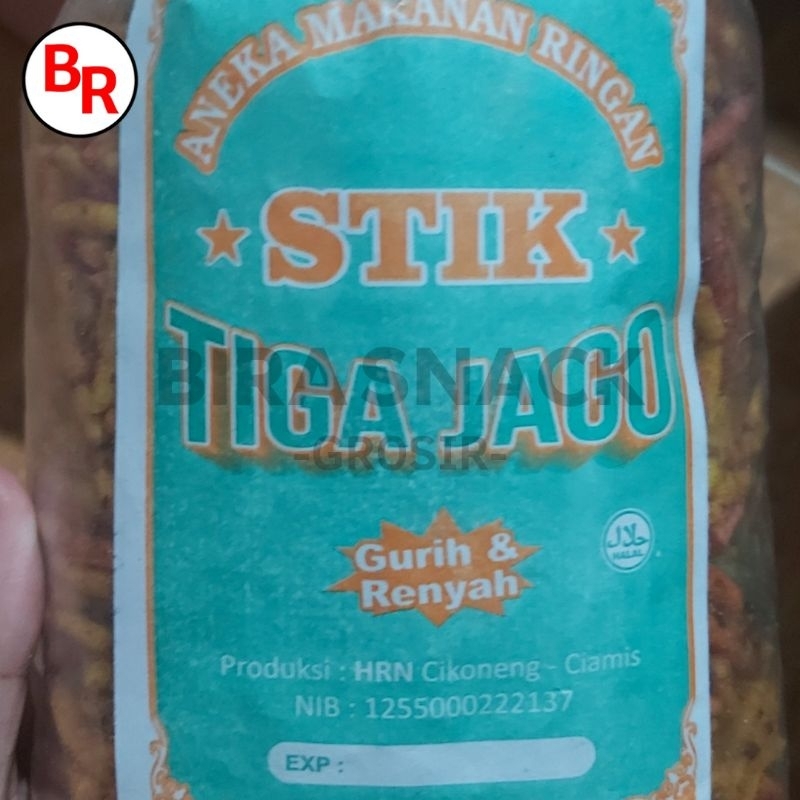 BR
ANEKA MAKANAN RINGAN
STIK
TIGA JAGO
BIRASNACK
-GROSIR-
Gurih &
Renyah
حلال
HALAL
Produksi : HRN Cikoneng - Ciamis
NIB : 1255000222137
EXP :